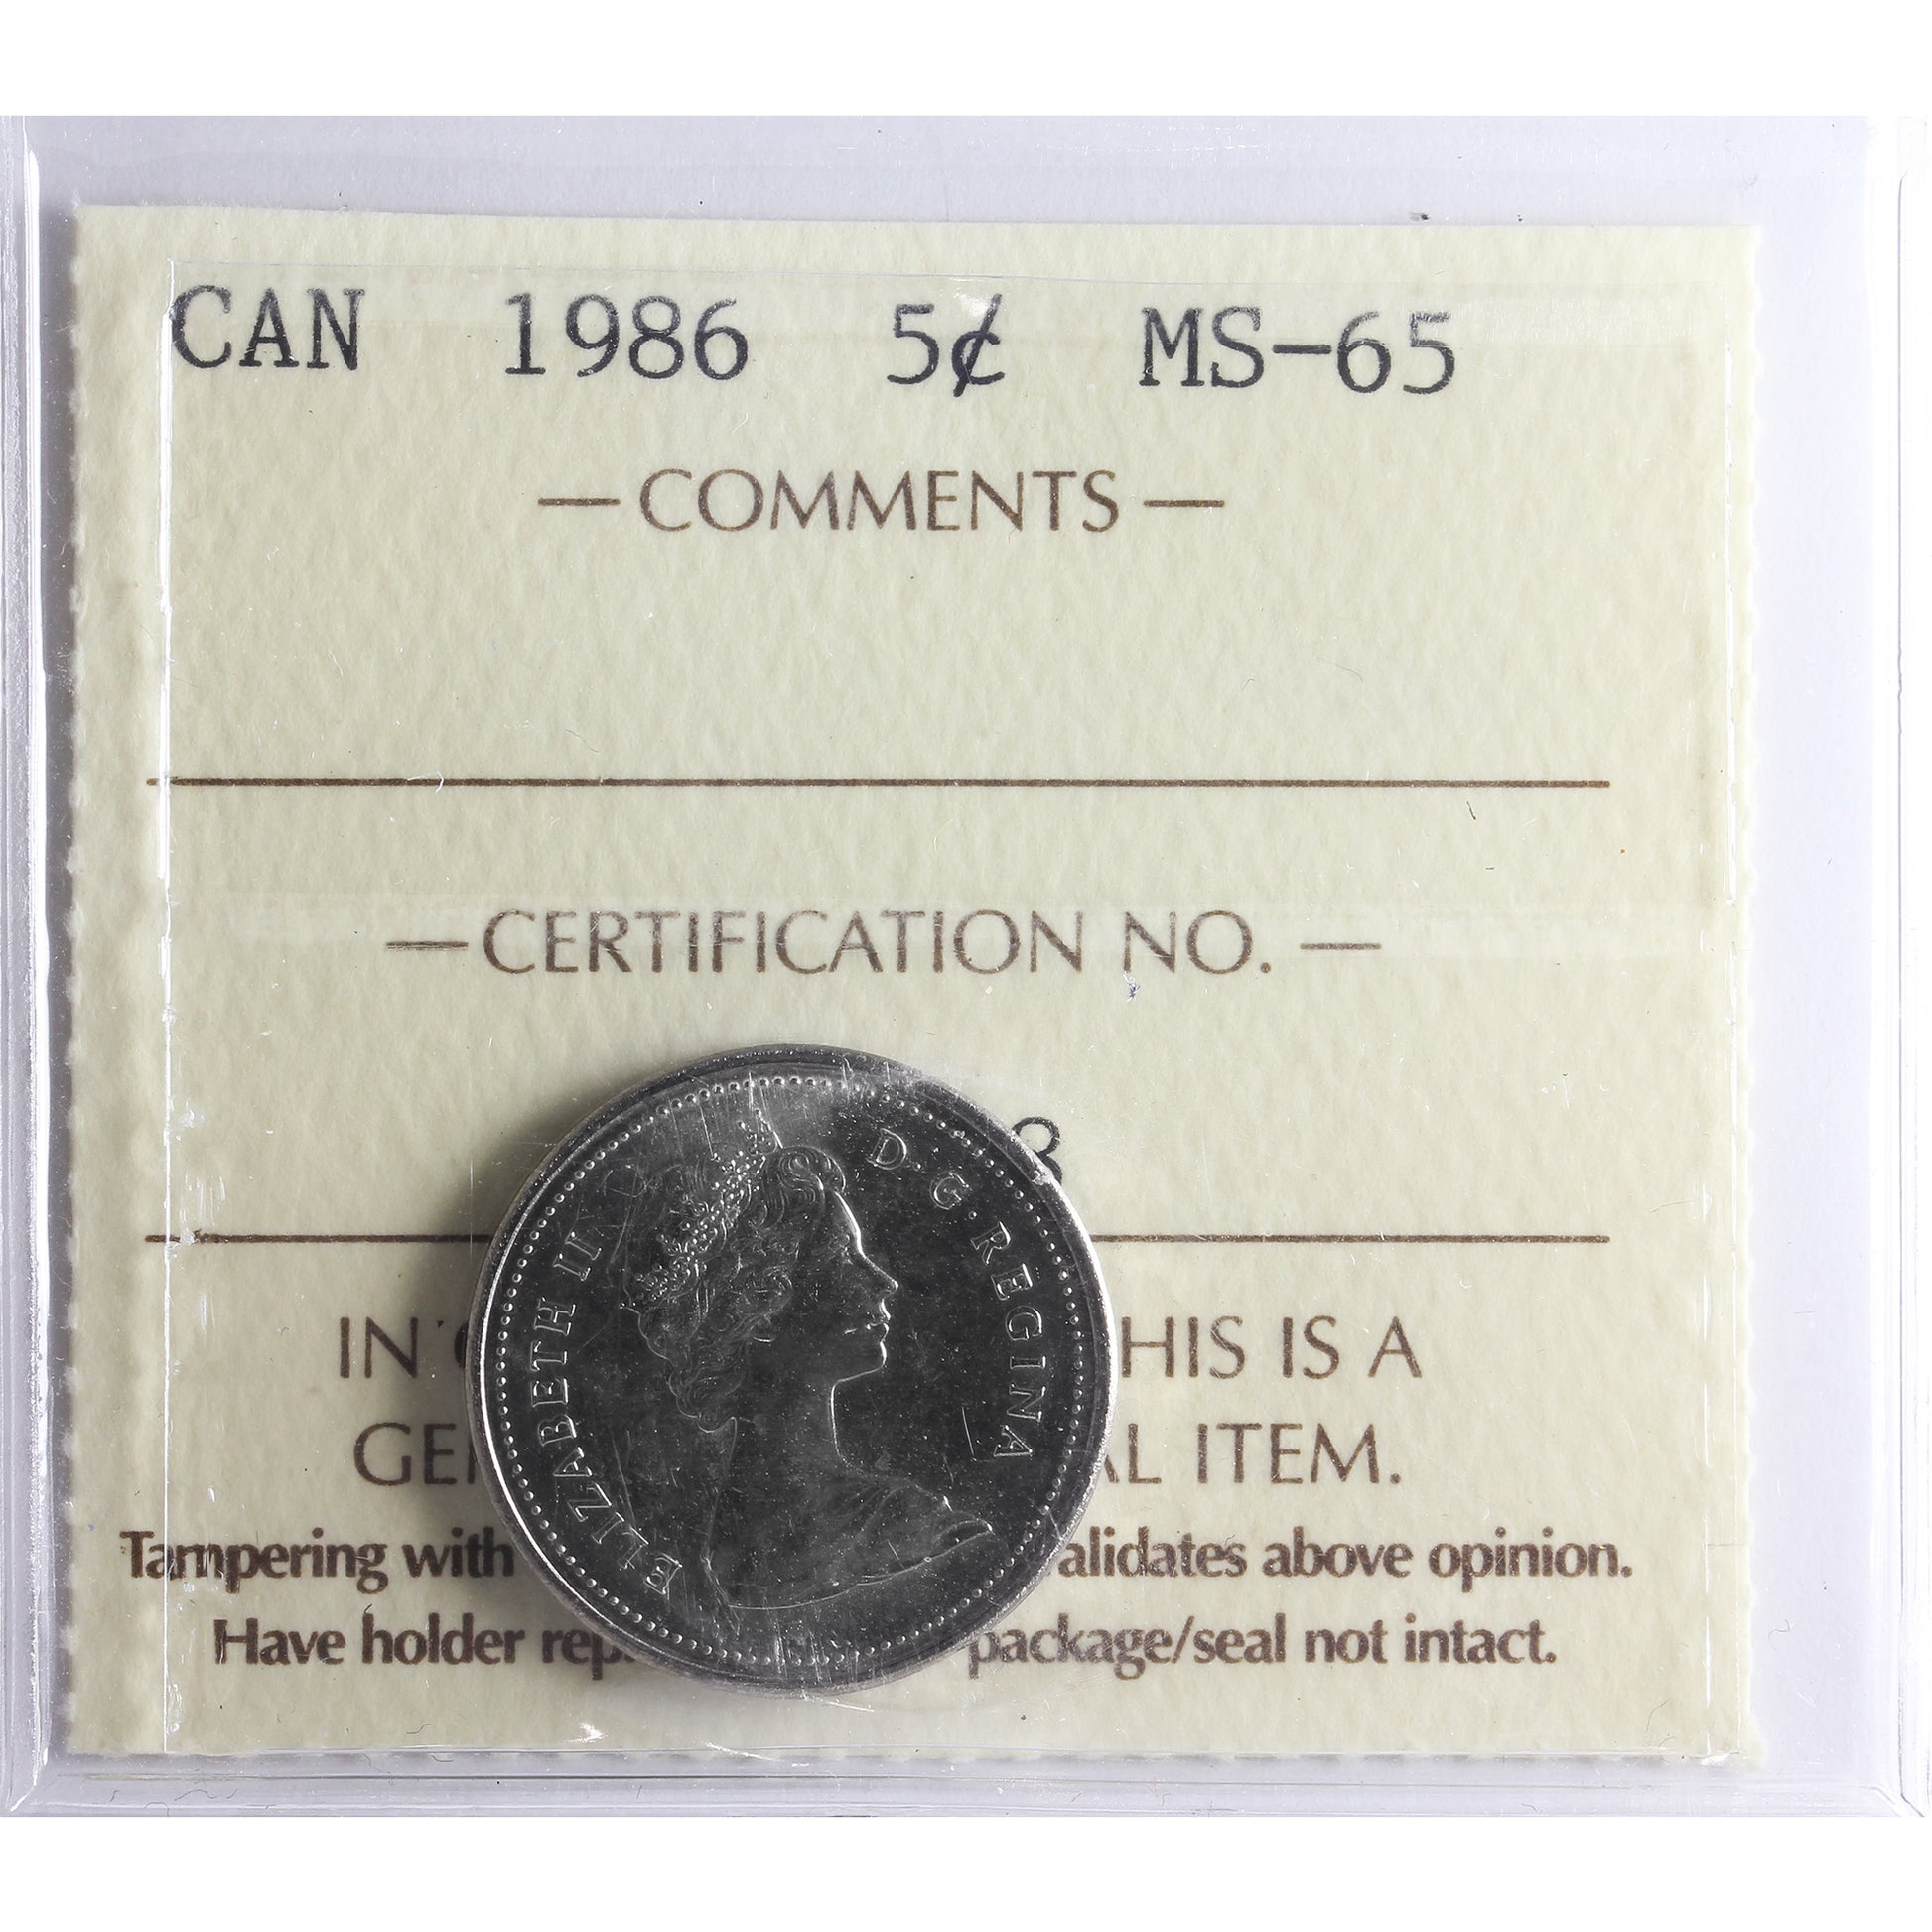 CAN 1986 5¢ MS-65
— COMMENTS —
— CERTIFICATION NO. —
8
IN HIS IS A
GE AL ITEM.
Tampering with alidates above opinion.
Have holder rep package/seal not intact.
ELIZABETH II D. G. REGINA